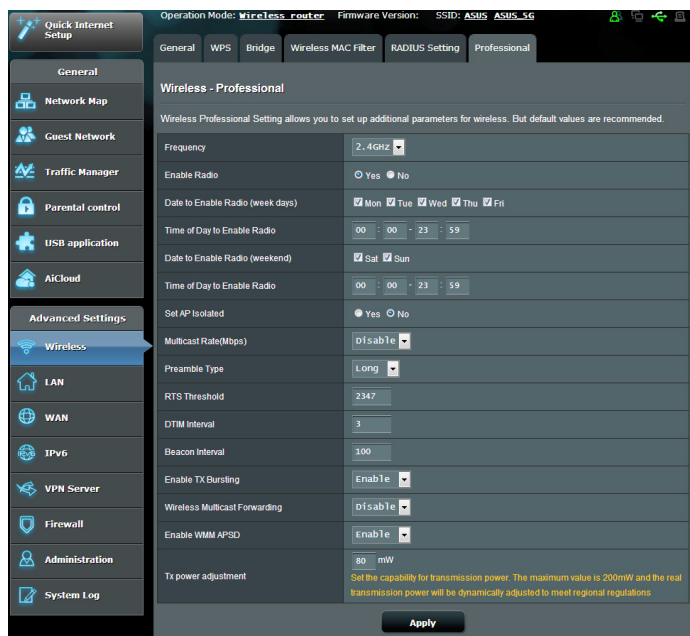 Operation Mode: Wireless router Firmware Version: SSID: ASUS ASUS_5G
Quick Internet
Setup
General WPS Bridge Wireless MAC Filter RADIUS Setting Professional
General
Network Map
Guest Network
Traffic Manager
Parental control
USB application
AiCloud
Advanced Settings
Wireless
LAN
WAN
IPv6
VPN Server
Firewall
Administration
System Log
Wireless - Professional
Wireless Professional Setting allows you to set up additional parameters for wireless. But default values are recommended.
Frequency 2.4GHz
Enable Radio Yes No
Date to Enable Radio (week days) Mon Tue Wed Thu Fri
Time of Day to Enable Radio 00 : 00 - 23 : 59
Date to Enable Radio (weekend) Sat Sun
Time of Day to Enable Radio 00 : 00 - 23 : 59
Set AP Isolated Yes No
Multicast Rate(Mbps) Disable
Preamble Type Long
RTS Threshold 2347
DTIM Interval 3
Beacon Interval 100
Enable TX Bursting Enable
Wireless Multicast Forwarding Disable
Enable WMM APSD Enable
Tx power adjustment 80 mW
Set the capability for transmission power. The maximum value is 200mW and the real
transmission power will be dynamically adjusted to meet regional regulations
Apply